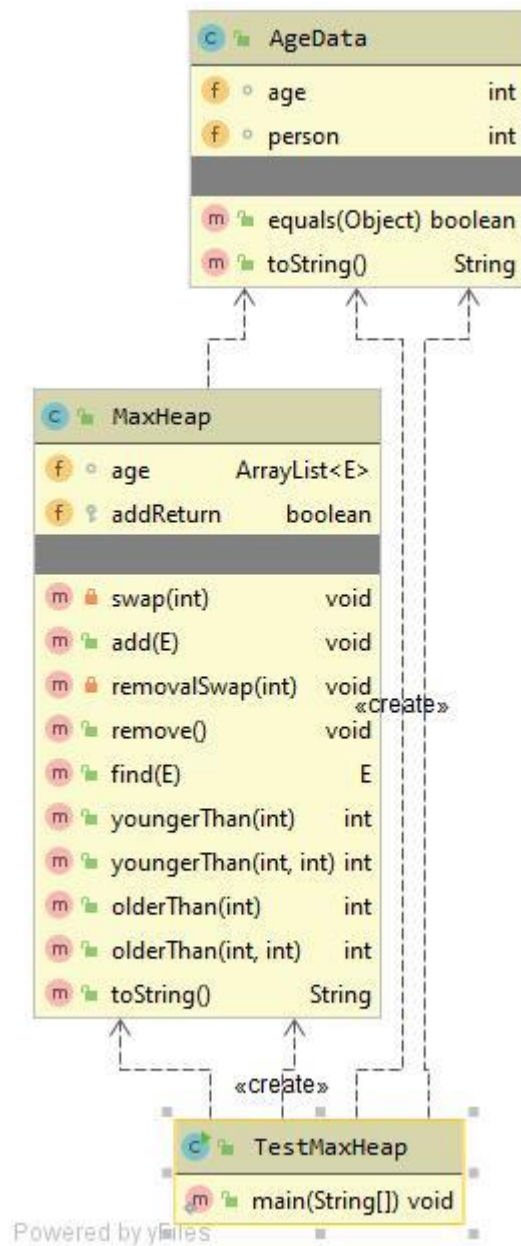 AgeData
age int
person int
equals(Object) boolean
toString() String
MaxHeap
age ArrayList<E>
addReturn boolean
swap(int) void
add(E) void
removalSwap(int) void
«create»
remove() void
find(E) E
youngerThan(int) int
youngerThan(int, int) int
olderThan(int) int
olderThan(int, int) int
toString() String
«create»
TestMaxHeap
main(String[]) void
Powered by yFiles